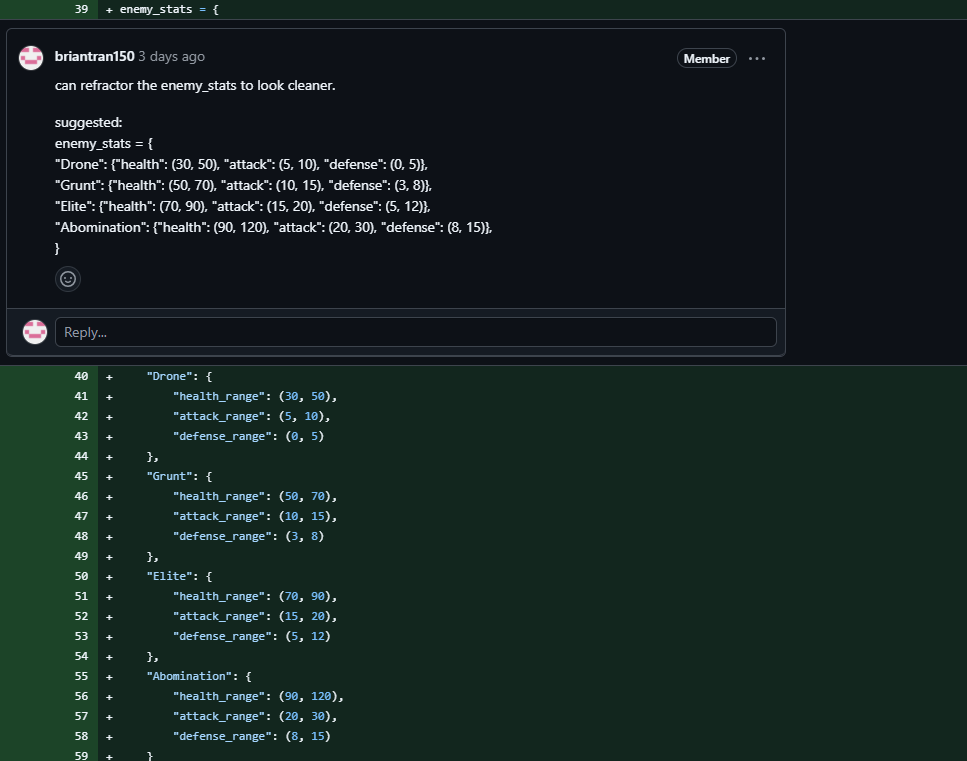 39 + enemy_stats = {
briantran150 3 days ago
Member
can refractor the enemy_stats to look cleaner.
suggested:
enemy_stats = {
"Drone": {"health": (30, 50), "attack": (5, 10), "defense": (0, 5)},
"Grunt": {"health": (50, 70), "attack": (10, 15), "defense": (3, 8)},
"Elite": {"health": (70, 90), "attack": (15, 20), "defense": (5, 12)},
"Abomination": {"health": (90, 120), "attack": (20, 30), "defense": (8, 15)},
}
Reply...
40 + "Drone": {
41 + "health_range": (30, 50),
42 + "attack_range": (5, 10),
43 + "defense_range": (0, 5)
44 + },
45 + "Grunt": {
46 + "health_range": (50, 70),
47 + "attack_range": (10, 15),
48 + "defense_range": (3, 8)
49 + },
50 + "Elite": {
51 + "health_range": (70, 90),
52 + "attack_range": (15, 20),
53 + "defense_range": (5, 12)
54 + },
55 + "Abomination": {
56 + "health_range": (90, 120),
57 + "attack_range": (20, 30),
58 + "defense_range": (8, 15)
59 + }